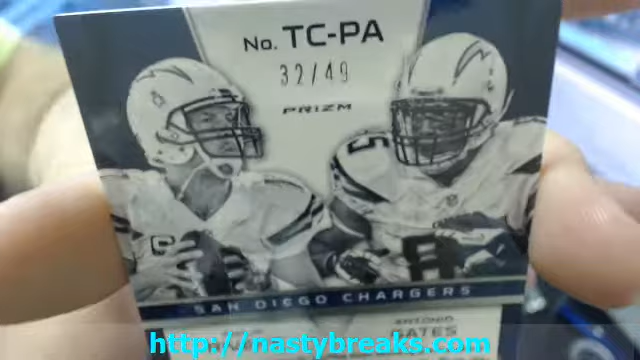 No. TC-PA
32/49
PRIZM
SAN DIEGO CHARGERS
ANTONIO
GATES
http://nastybreaks.com